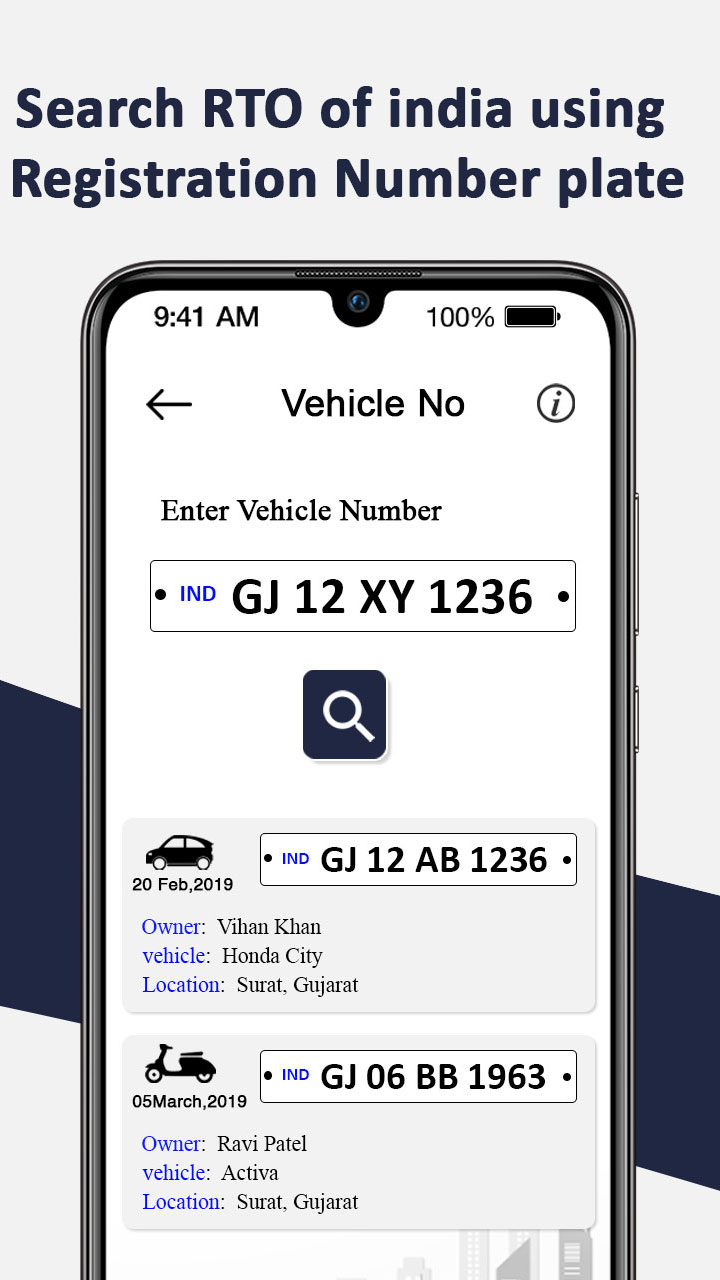 Search RTO of india using
Registration Number plate
9:41 AM 100%
Vehicle No i
Enter Vehicle Number
IND GJ 12 XY 1236
IND GJ 12 AB 1236
20 Feb,2019
Owner: Vihan Khan
vehicle: Honda City
Location: Surat, Gujarat
IND GJ 06 BB 1963
05March,2019
Owner: Ravi Patel
vehicle: Activa
Location: Surat, Gujarat